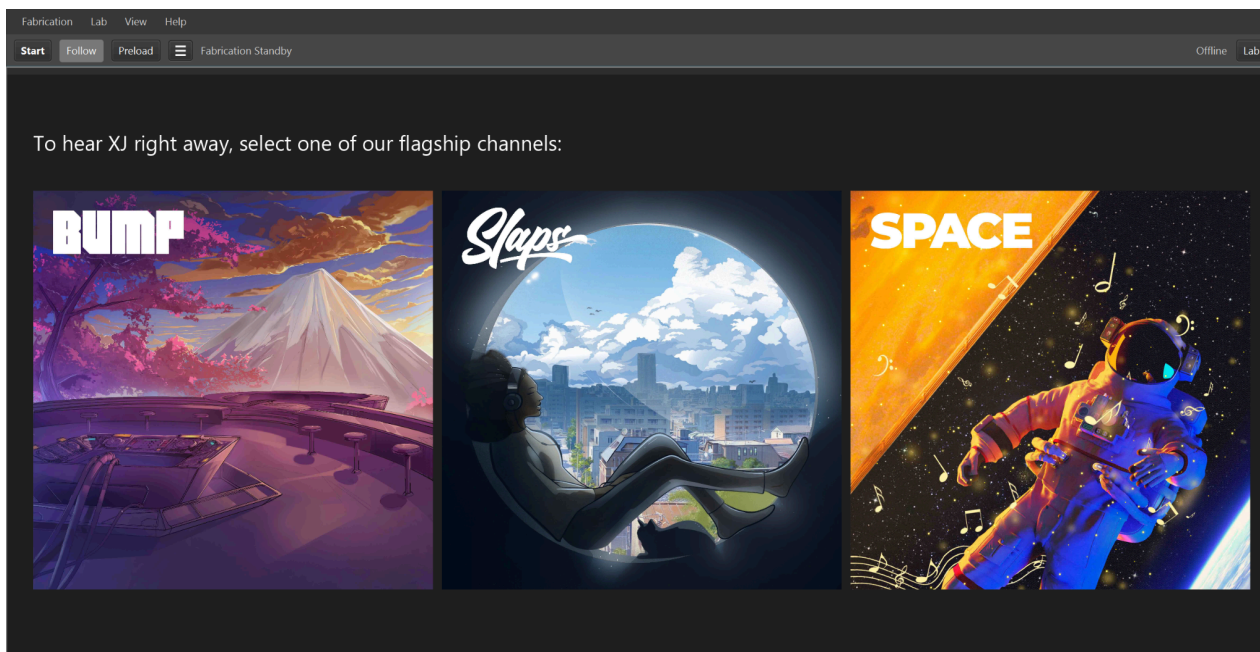 Fabrication Lab View Help
Start Follow Preload Fabrication Standby Offline Lab
To hear XJ right away, select one of our flagship channels:
BUMP Slaps SPACE